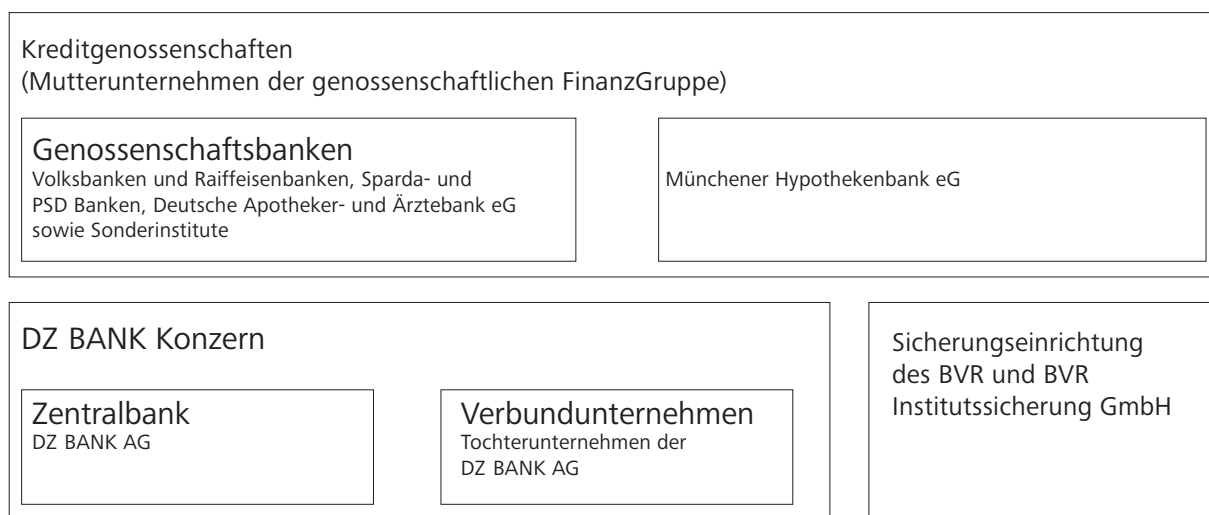 Kreditgenossenschaften
(Mutterunternehmen der genossenschaftlichen FinanzGruppe)
Genossenschaftsbanken
Volksbanken und Raiffeisenbanken, Sparda- und
PSD Banken, Deutsche Apotheker- und Ärztebank eG
sowie Sonderinstitute
Münchener Hypothekenbank eG
DZ BANK Konzern
Zentralbank
DZ BANK AG
Verbundunternehmen
Tochterunternehmen der
DZ BANK AG
Sicherungseinrichtung
des BVR und BVR
Institutssicherung GmbH